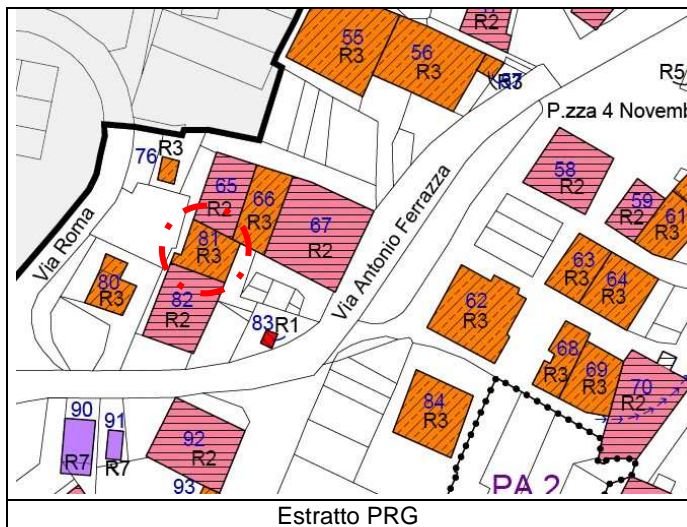 55
R3
56
R3
R2
57
R5
P.zza 4 Novemb
58
R2
59
R2
61
R3
76
R3
65
R2
66
R3
67
R2
Via Roma
81
R3
80
R3
82
R2
83 R1
Via Antonio Ferrazza
62
R3
63
R3
64
R3
68
R3
69
R3
70
R2
84
R3
90
R7
91
R7
92
R2
93
PA 2
Estratto PRG